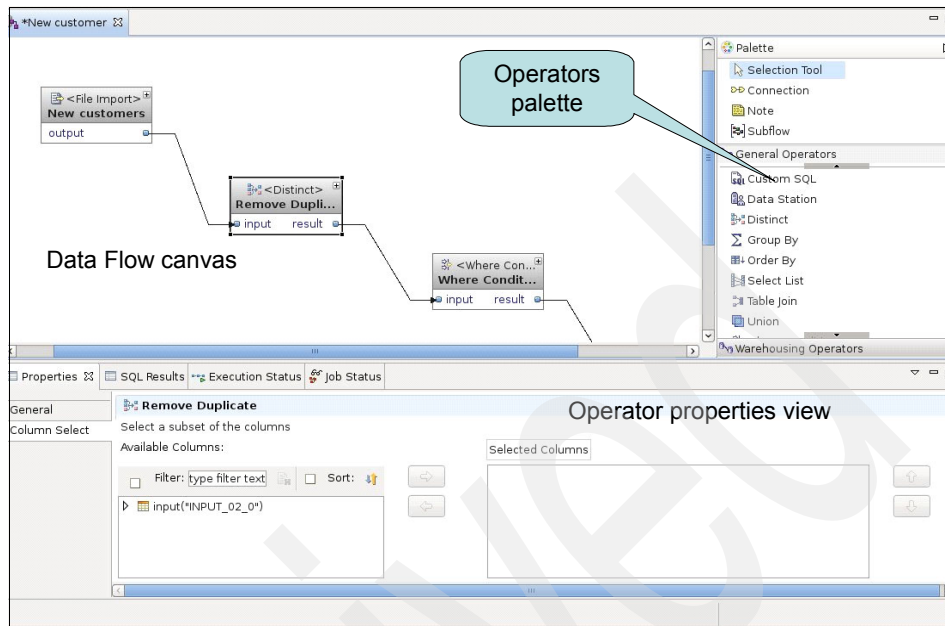 *New customer
Palette
Selection Tool
Connection
Note
Subflow
General Operators
Custom SQL
Data Station
Distinct
Group By
Order By
Select List
Table Join
Union
Warehousing Operators
Operators
palette
<File Import>
New customers
output
<Distinct>
Remove Dupli...
input result
Data Flow canvas
<Where Con...
Where Condit...
input result
Properties SQL Results Execution Status Job Status
General
Column Select
Remove Duplicate
Operator properties view
Select a subset of the columns
Available Columns:
Selected Columns
Filter: type filter text Sort:
input("INPUT_02_0")